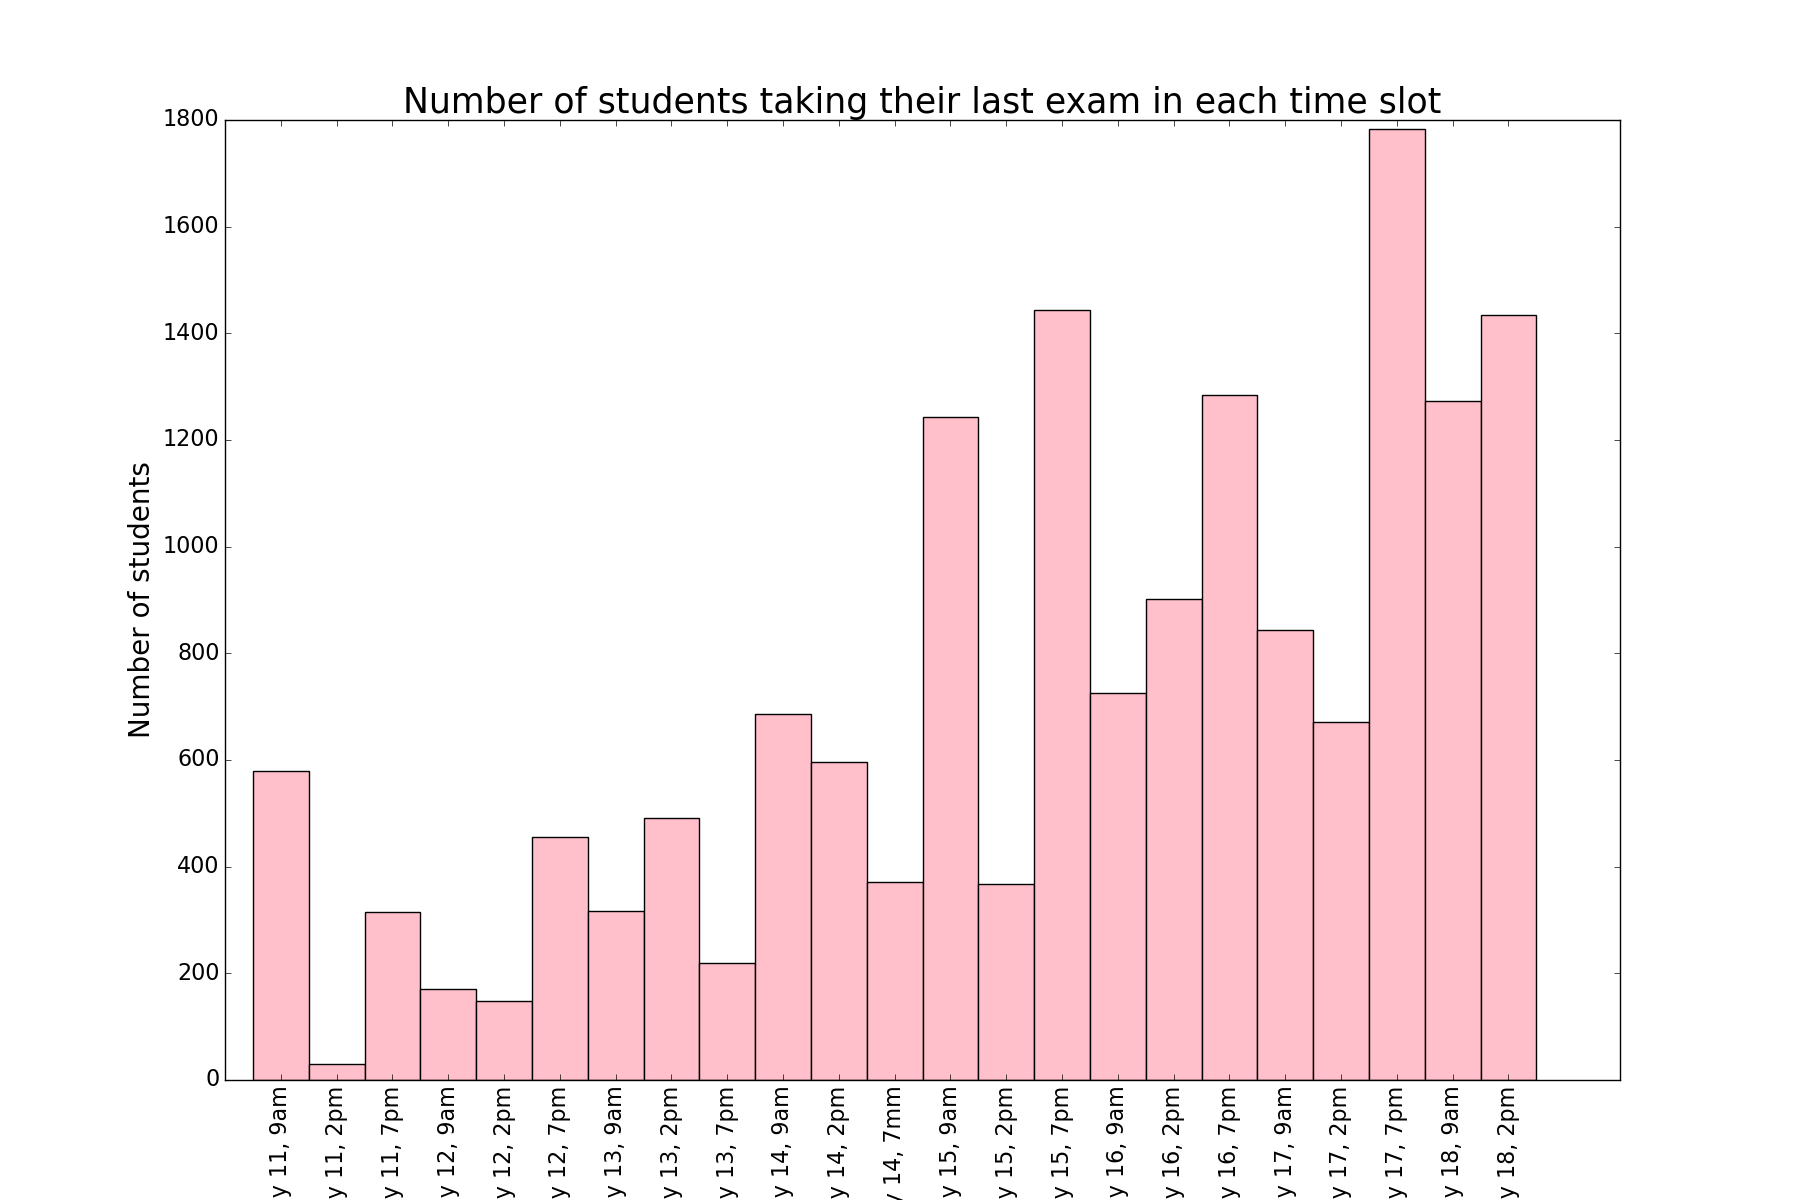 Number of students taking their last exam in each time slot
Number of students
1800
1600
1400
1200
1000
800
600
400
200
0
y 11, 9am
y 11, 2pm
y 11, 7pm
y 12, 9am
y 12, 2pm
y 12, 7pm
y 13, 9am
y 13, 2pm
y 13, 7pm
y 14, 9am
y 14, 2pm
y 14, 7mm
y 15, 9am
y 15, 2pm
y 15, 7pm
y 16, 9am
y 16, 2pm
y 16, 7pm
y 17, 9am
y 17, 2pm
y 17, 7pm
y 18, 9am
y 18, 2pm